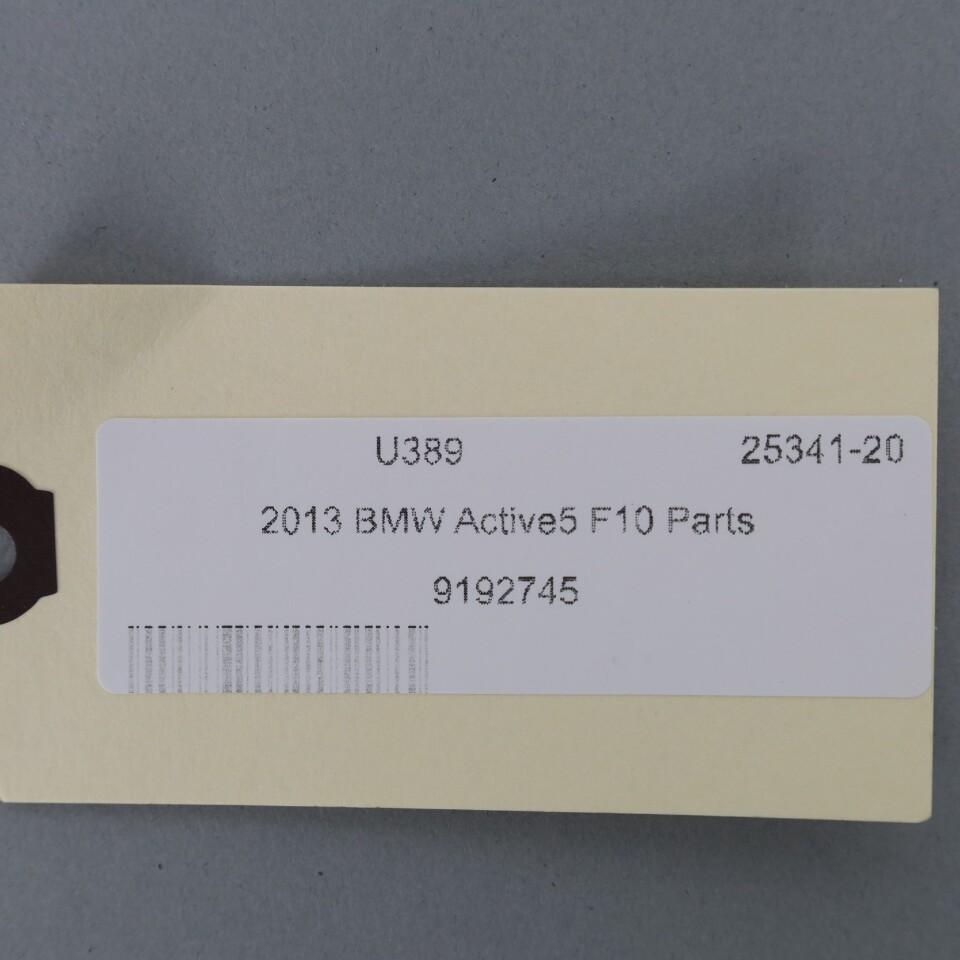 U389 25341-20
2013 BMW Active5 F10 Parts
9192745